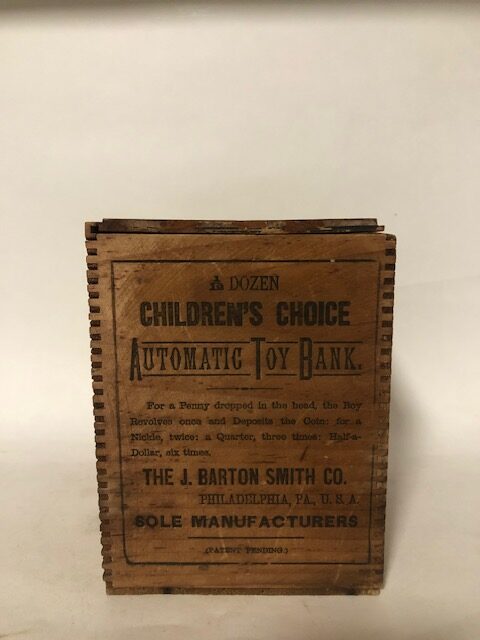 DOZEN
CHILDREN'S CHOICE
AUTOMATIC TOY BANK.
For a Penny dropped in the head, the Boy
Revolves once and Deposits the Coin: for a
Nickle, twice: a Quarter, three times: Half-a-
Dollar, six times.
THE J. BARTON SMITH CO.
PHILADELPHIA, PA., U. S. A.
SOLE MANUFACTURERS
(PATENT PENDING.)